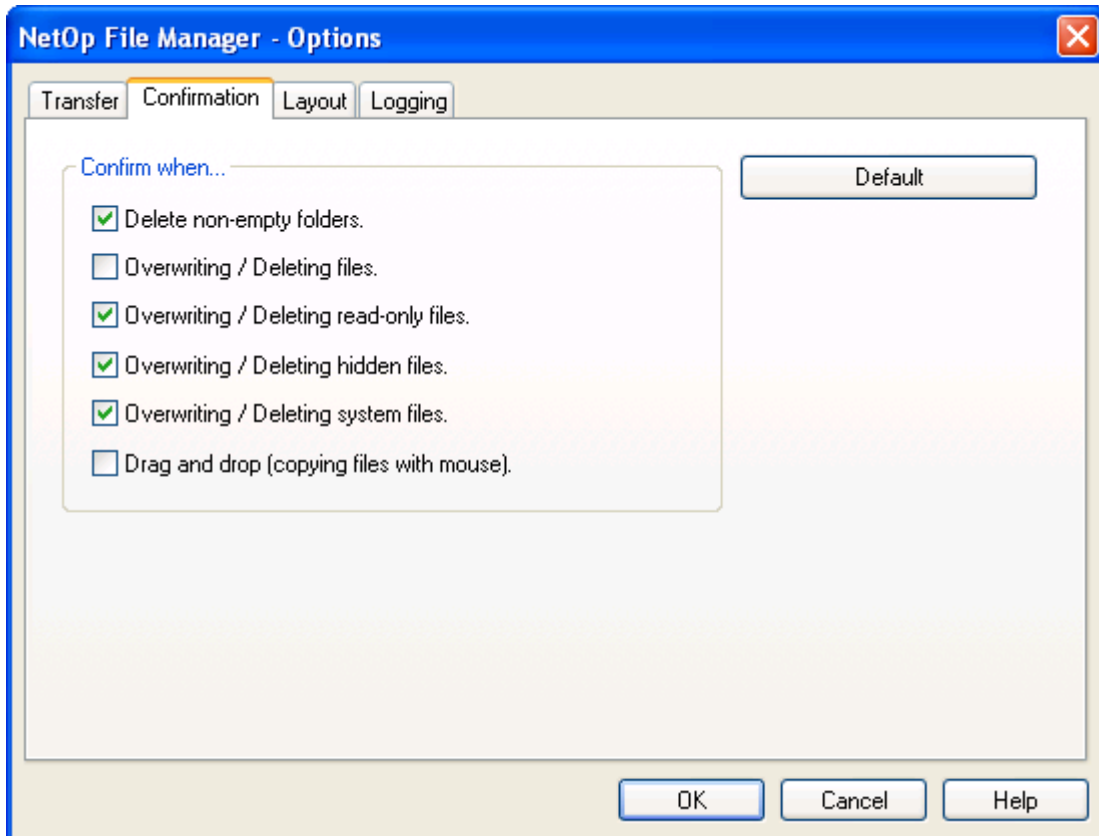 NetOp File Manager - Options
Transfer Confirmation Layout Logging
Confirm when...
Default
Delete non-empty folders.
Overwriting / Deleting files.
Overwriting / Deleting read-only files.
Overwriting / Deleting hidden files.
Overwriting / Deleting system files.
Drag and drop (copying files with mouse).
OK Cancel Help